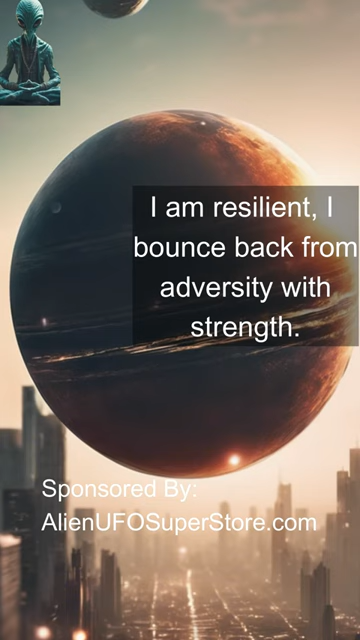 I am resilient, I
bounce back from
adversity with
strength.
Sponsored By:
AlienUFOSuperStore.com